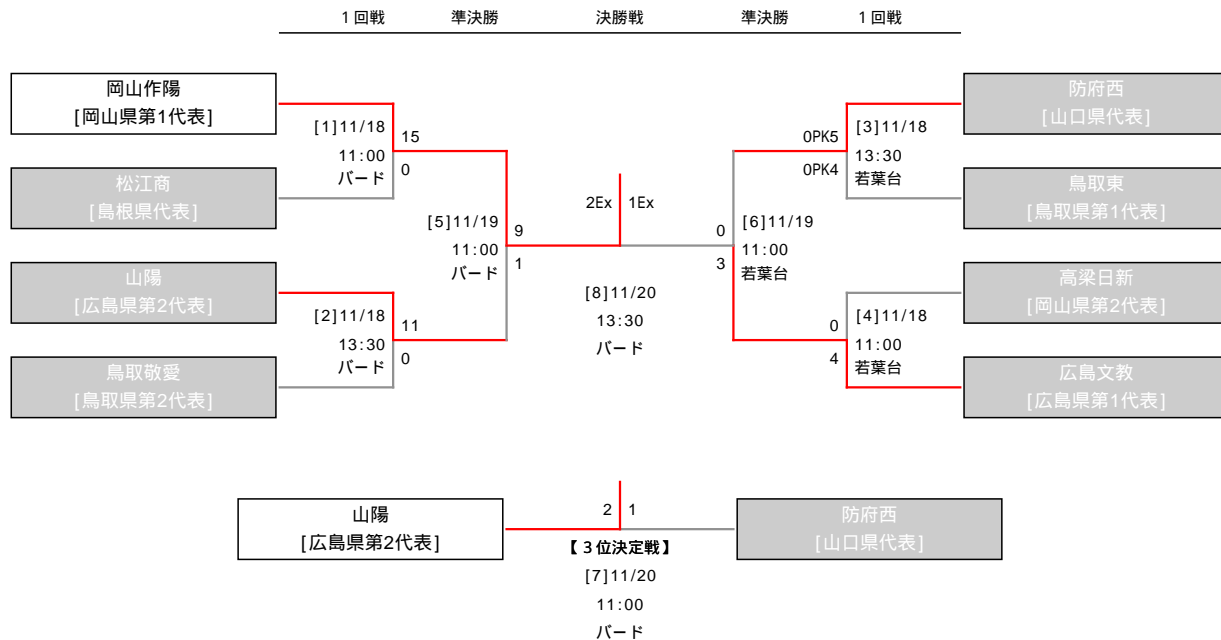 1回戦 準決勝 決勝戦 準決勝 1回戦
岡山作陽
[岡山県第1代表]
松江商
[島根県代表]
山陽
[広島県第2代表]
鳥取敬愛
[鳥取県第2代表]
[1]11/18
11:00
バード
15
0
[2]11/18
13:30
バード
11
0
[5]11/19
11:00
バード
9
1
2Ex 1Ex
[8]11/20
13:30
バード
0
3
[6]11/19
11:00
若葉台
0PK5
0PK4
[3]11/18
13:30
若葉台
0
4
[4]11/18
11:00
若葉台
防府西
[山口県代表]
鳥取東
[鳥取県第1代表]
高梁日新
[岡山県第2代表]
広島文教
[広島県第1代表]
山陽
[広島県第2代表]
2 1
【3位決定戦】
[7]11/20
11:00
バード
防府西
[山口県代表]